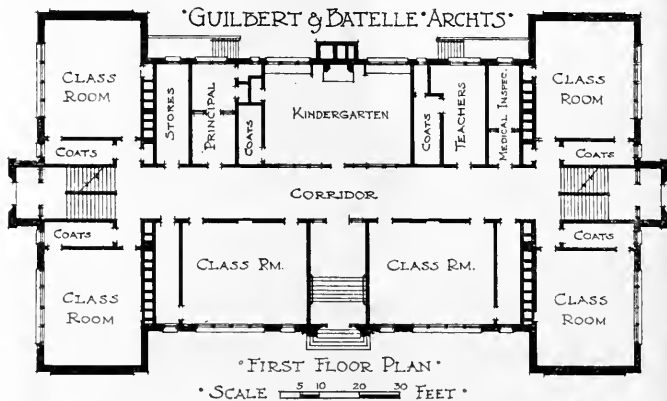 ·GUILBERT & BATELLE·ARCHTS·
CLASS
ROOM
STORES
PRINCIPAL
COATS
KINDERGARTEN
COATS
TEACHERS
MEDICAL INSPEC.
CLASS
ROOM
COATS
COATS
CORRIDOR
COATS
COATS
CLASS RM.
CLASS RM.
CLASS
ROOM
CLASS
ROOM
·FIRST FLOOR PLAN·
·SCALE 5 10 20 30 FEET·